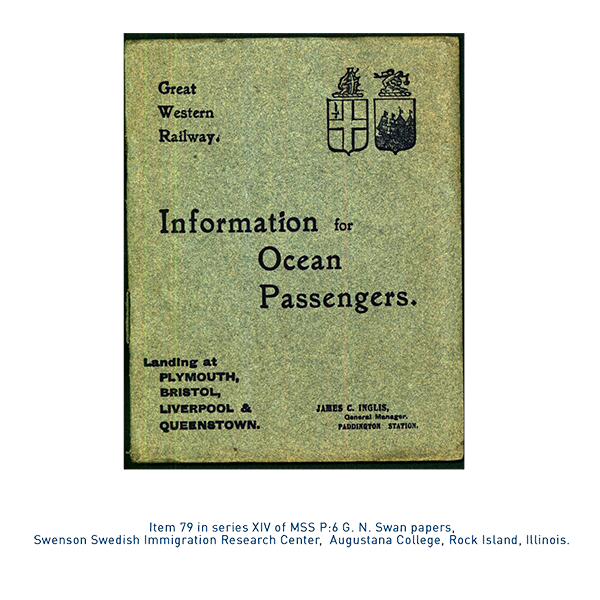 Great
Western
Railway.
Information for
Ocean
Passengers.
Landing at
PLYMOUTH,
BRISTOL,
LIVERPOOL &
QUEENSTOWN.
JAMES C. INGLIS,
General Manager.
PADDINGTON STATION.
Item 79 in series XIV of MSS P:6 G. N. Swan papers,
Swenson Swedish Immigration Research Center, Augustana College, Rock Island, Illinois.